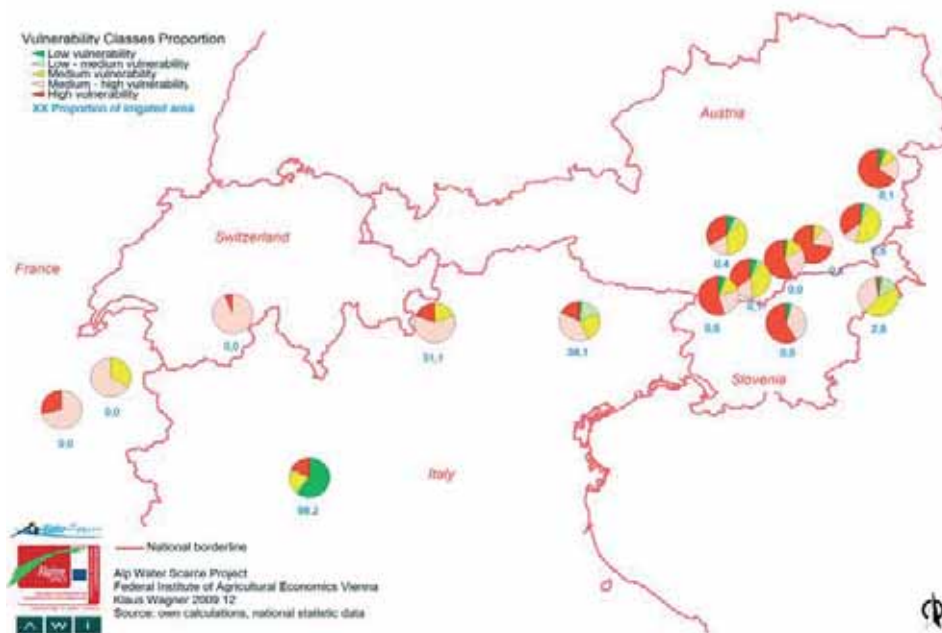 Vulnerability Classes Proportion
Low vulnerability
Low - medium vulnerability
Medium vulnerability
Medium - high vulnerability
High vulnerability
XX Proportion of irrigated area
Austria
Switzerland
France
Italy
Slovenia
0,1
0,4
0,0
2,8
0,0
31,1
38,1
0,0
0,0
National borderline
Alp Water Scarce Project
Federal Institute of Agricultural Economics Vienna
Klaus Wagner 2009 12
Source: own calculations, national statistic data
AWI